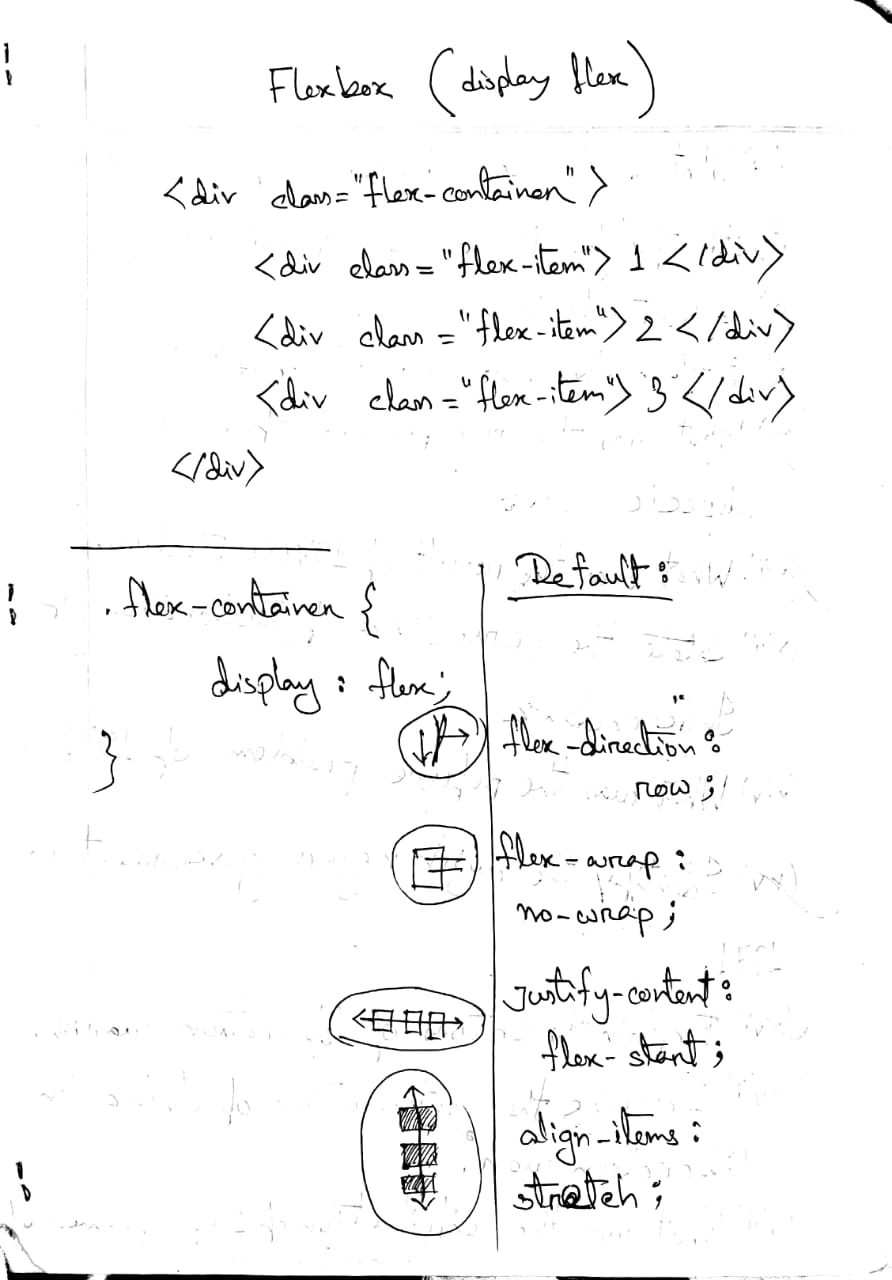 Flexbox (display flex)
<div class="flex-container">
<div class="flex-item"> 1 </div>
<div class="flex-item"> 2 </div>
<div class="flex-item"> 3 </div>
</div>
.flex-container {
display : flex;
}
Default :
flex-direction :
row ;
flex-wrap :
no-wrap ;
justify-content :
flex-start ;
align-items :
stretch ;